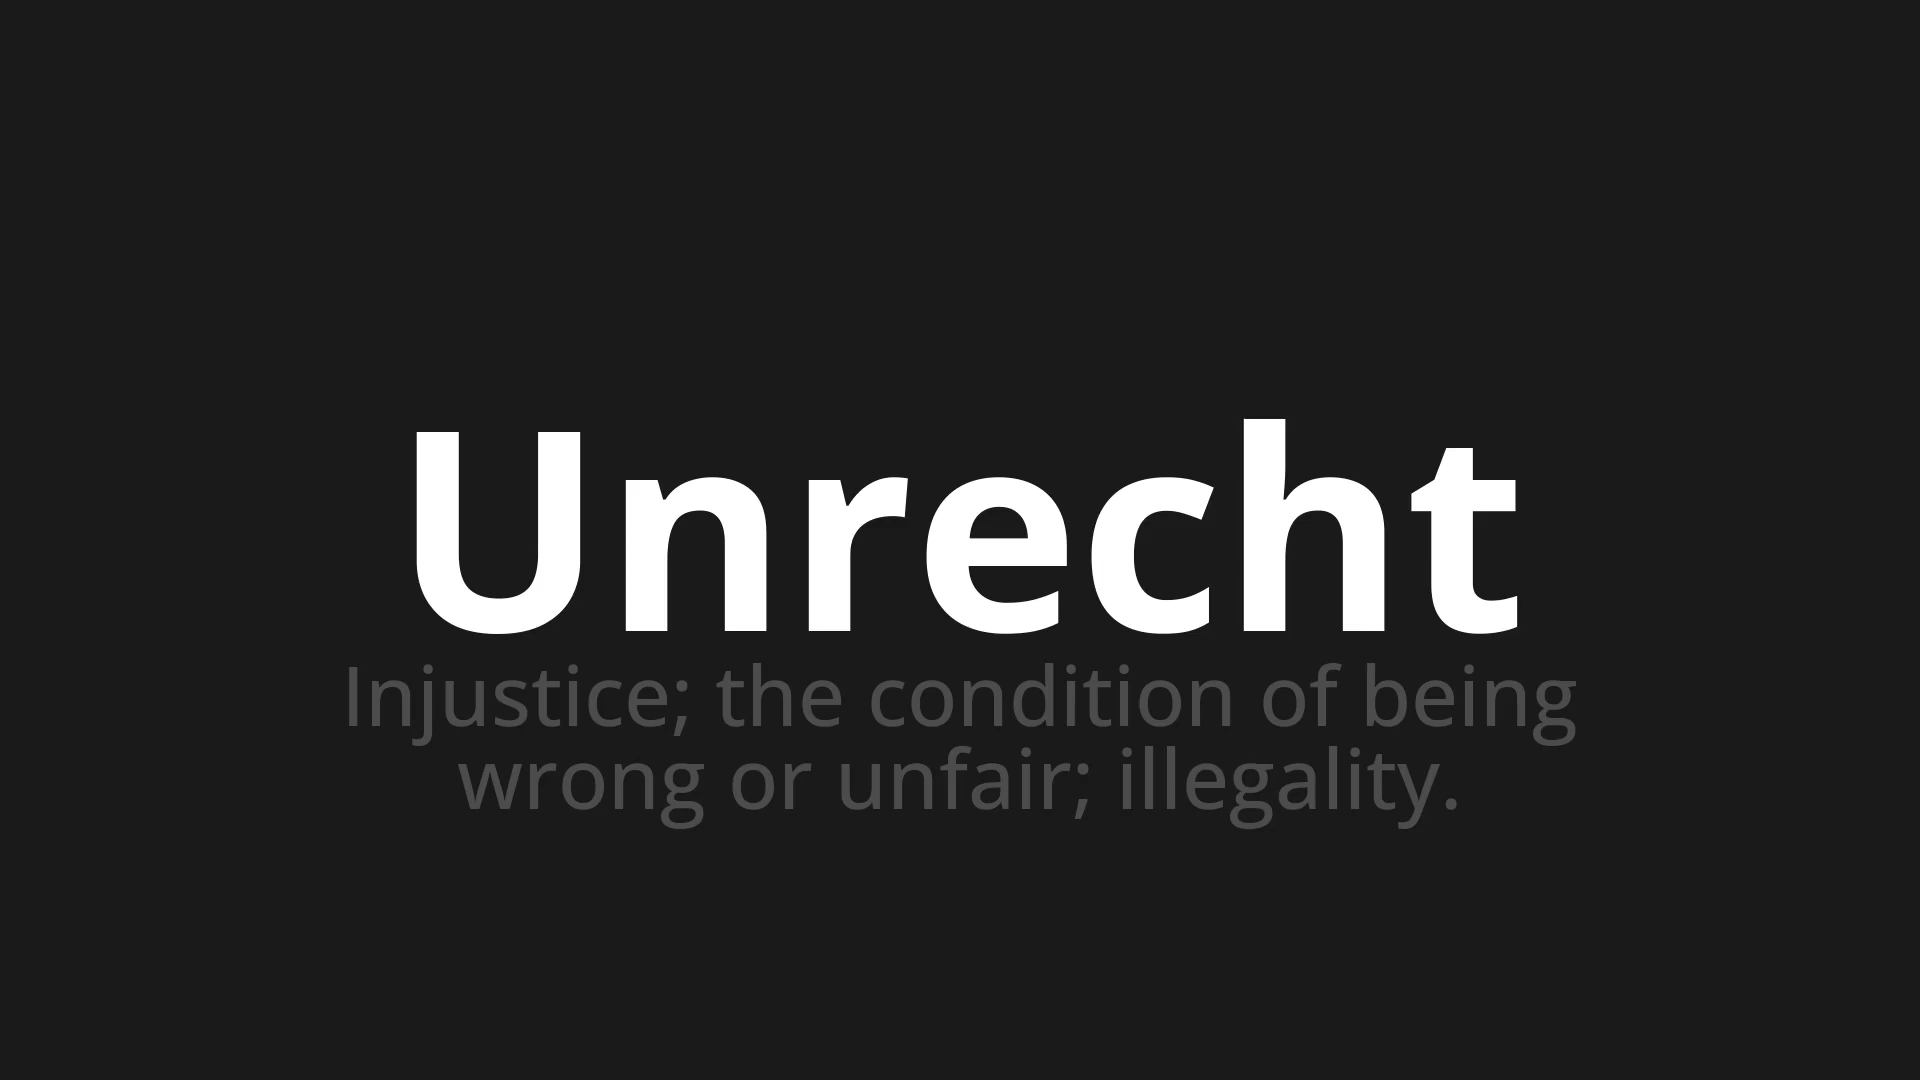 Unrecht
Injustice; the condition of being
wrong or unfair; illegality.